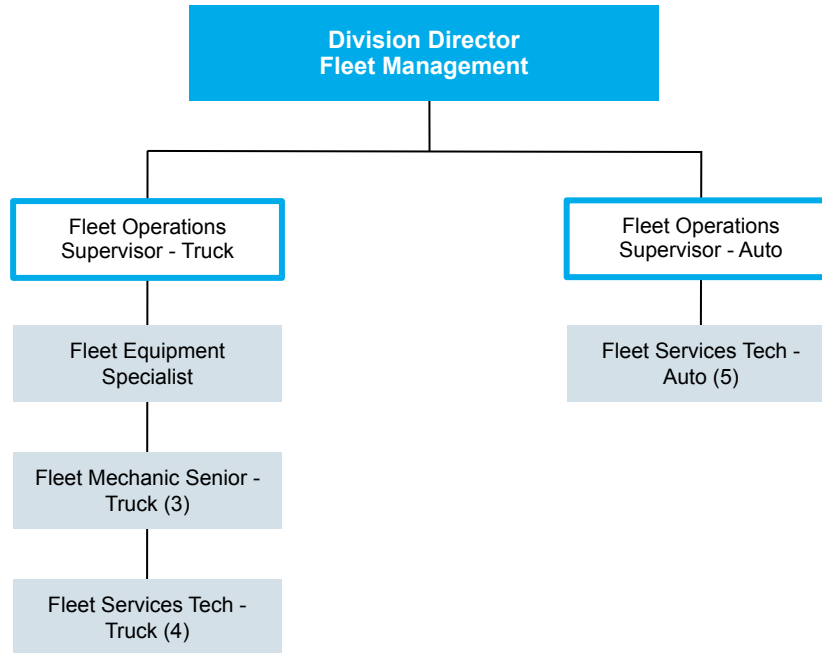 Division Director
Fleet Management
Fleet Operations
Supervisor - Truck
Fleet Operations
Supervisor - Auto
Fleet Equipment
Specialist
Fleet Services Tech -
Auto (5)
Fleet Mechanic Senior -
Truck (3)
Fleet Services Tech -
Truck (4)